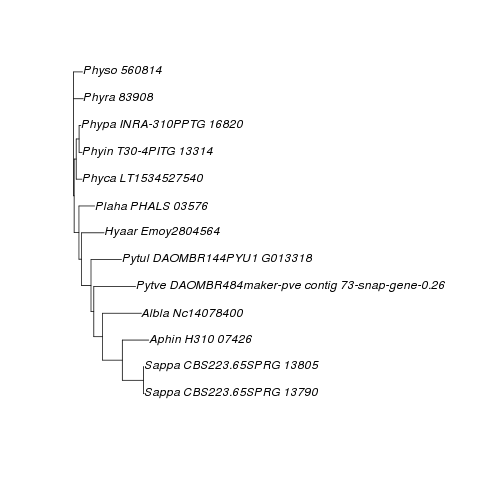 Physo 560814
Phyra 83908
Phypa INRA-310PPTG 16820
Phyin T30-4PITG 13314
Phyca LT1534527540
Plaha PHALS 03576
Hyaar Emoy2804564
Pytul DAOMBR144PYU1 G013318
Pytve DAOMBR484maker-pve contig 73-snap-gene-0.26
Albla Nc14078400
Aphin H310 07426
Sappa CBS223.65SPRG 13805
Sappa CBS223.65SPRG 13790